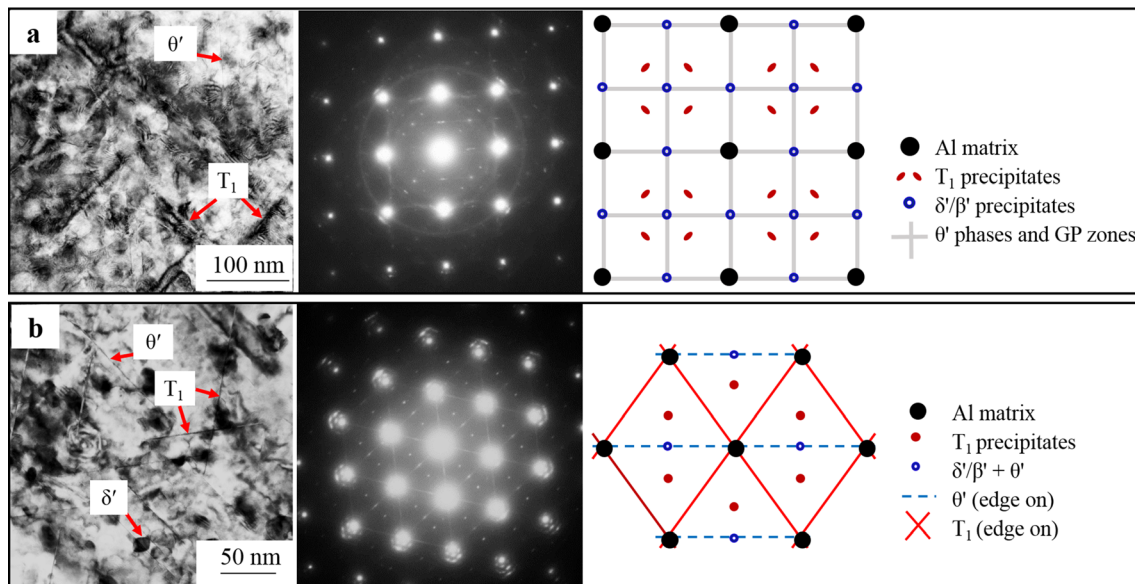 a
θ′
T₁
100 nm
Al matrix
T₁ precipitates
δ′/β′ precipitates
θ′ phases and GP zones
b
θ′
T₁
δ′
50 nm
Al matrix
T₁ precipitates
δ′/β′ + θ′
θ′ (edge on)
T₁ (edge on)